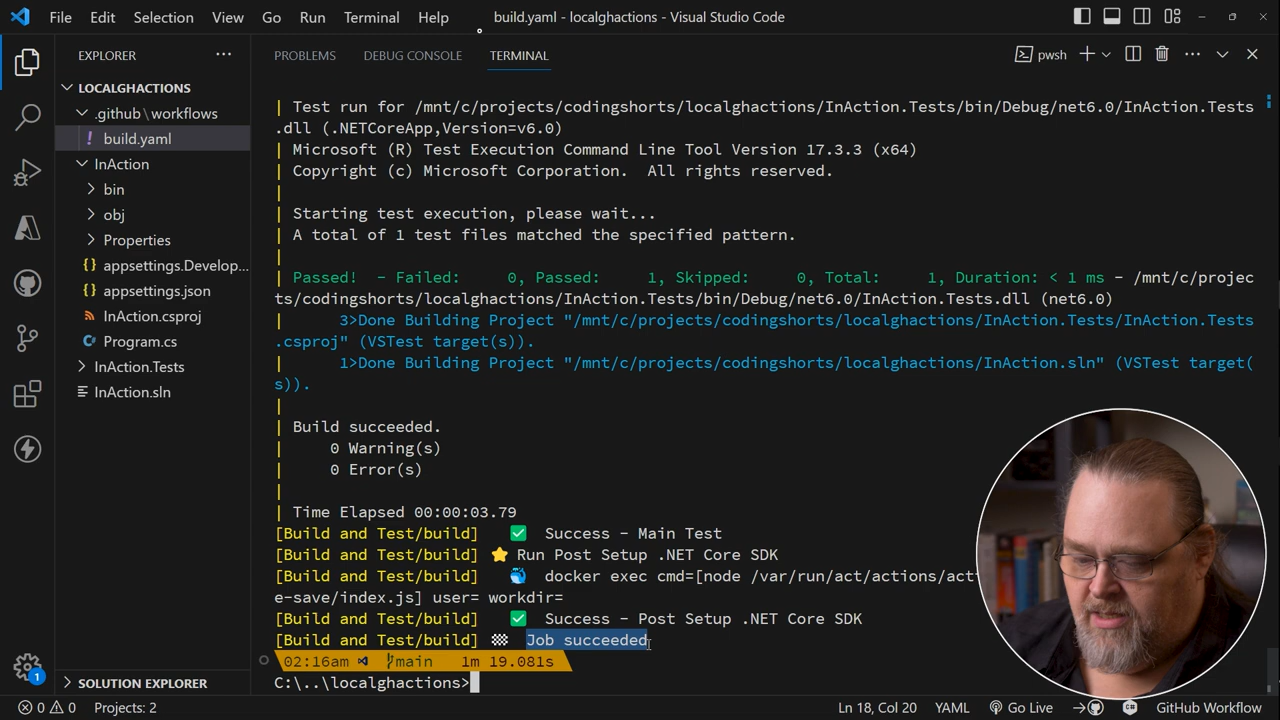 File Edit Selection View Go Run Terminal Help build.yaml - localghactions - Visual Studio Code
EXPLORER
LOCALGHACTIONS
.github\workflows
! build.yaml
InAction
bin
obj
Properties
{} appsettings.Develop...
{} appsettings.json
InAction.csproj
C# Program.cs
InAction.Tests
InAction.sln
SOLUTION EXPLORER
PROBLEMS DEBUG CONSOLE TERMINAL pwsh
| Test run for /mnt/c/projects/codingshorts/localghactions/InAction.Tests/bin/Debug/net6.0/InAction.Tests
.dll (.NETCoreApp,Version=v6.0)
| Microsoft (R) Test Execution Command Line Tool Version 17.3.3 (x64)
| Copyright (c) Microsoft Corporation.  All rights reserved.
|
| Starting test execution, please wait...
| A total of 1 test files matched the specified pattern.
|
| Passed!  - Failed:     0, Passed:     1, Skipped:     0, Total:     1, Duration: < 1 ms - /mnt/c/projec
ts/codingshorts/localghactions/InAction.Tests/bin/Debug/net6.0/InAction.Tests.dll (net6.0)
|      3>Done Building Project "/mnt/c/projects/codingshorts/localghactions/InAction.Tests/InAction.Tests
.csproj" (VSTest target(s)).
|      1>Done Building Project "/mnt/c/projects/codingshorts/localghactions/InAction.sln" (VSTest target(
s)).
|
| Build succeeded.
|     0 Warning(s)
|     0 Error(s)
|
| Time Elapsed 00:00:03.79
[Build and Test/build]   ✅  Success - Main Test
[Build and Test/build] ⭐ Run Post Setup .NET Core SDK
[Build and Test/build]   🐳  docker exec cmd=[node /var/run/act/actions/act
e-save/index.js] user= workdir=
[Build and Test/build]   ✅  Success - Post Setup .NET Core SDK
[Build and Test/build] 🏁  Job succeeded
02:16am main 1m 19.081s
C:\..\localghactions>
1
0 0 Projects: 2 Ln 18, Col 20 YAML Go Live C# GitHub Workflow